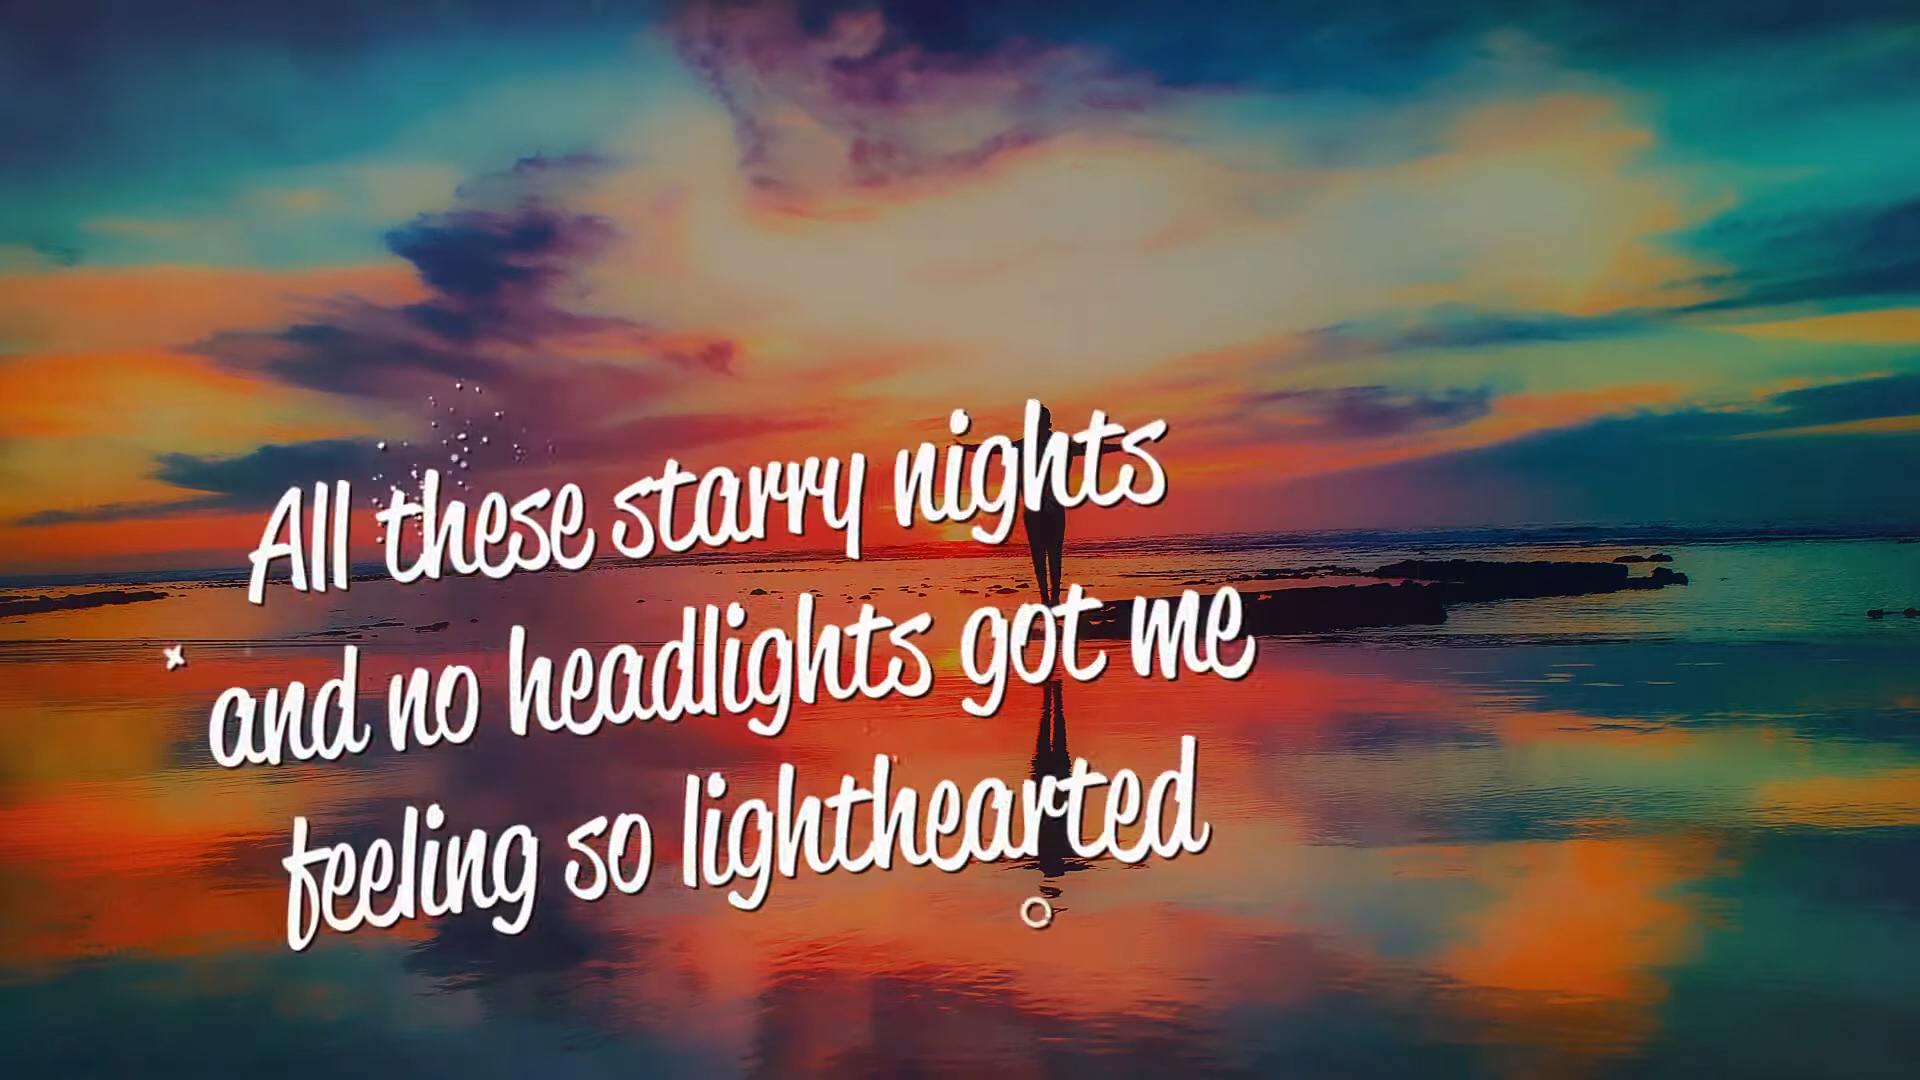 All these starry nights
and no headlights got me
feeling so lighthearted